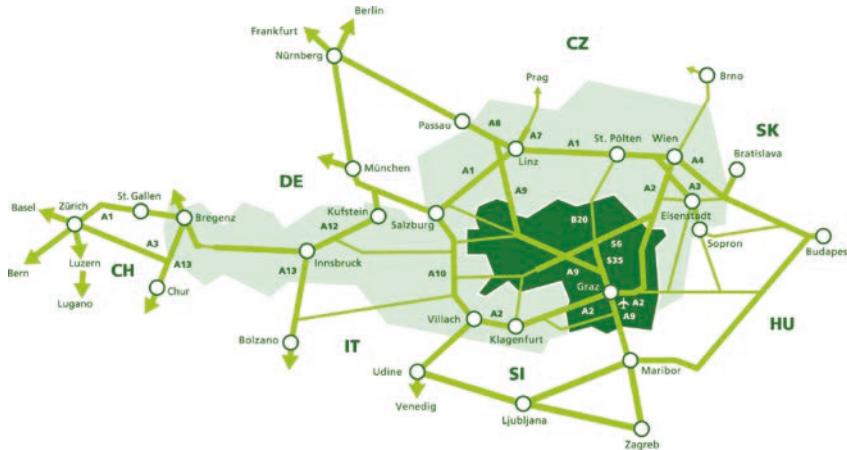 Berlin
Frankfurt
Nürnberg
CZ
Prag
Brno
Passau
A8
A7
Linz
A1
St. Pölten
Wien
SK
A4
Bratislava
München
DE
A1
A9
A2
A3
Eisenstadt
St. Gallen
Zürich
Basel
A1
Bregenz
Kufstein
A12
Salzburg
B20
Sopron
Budapes
A3
Bern
Luzern
CH
A13
Innsbruck
S6
S35
A9
Lugano
Chur
A13
A10
Graz
A2
A9
HU
Villach
A2
Klagenfurt
A2
Bolzano
IT
Udine
SI
Maribor
Venedig
Ljubljana
Zagreb